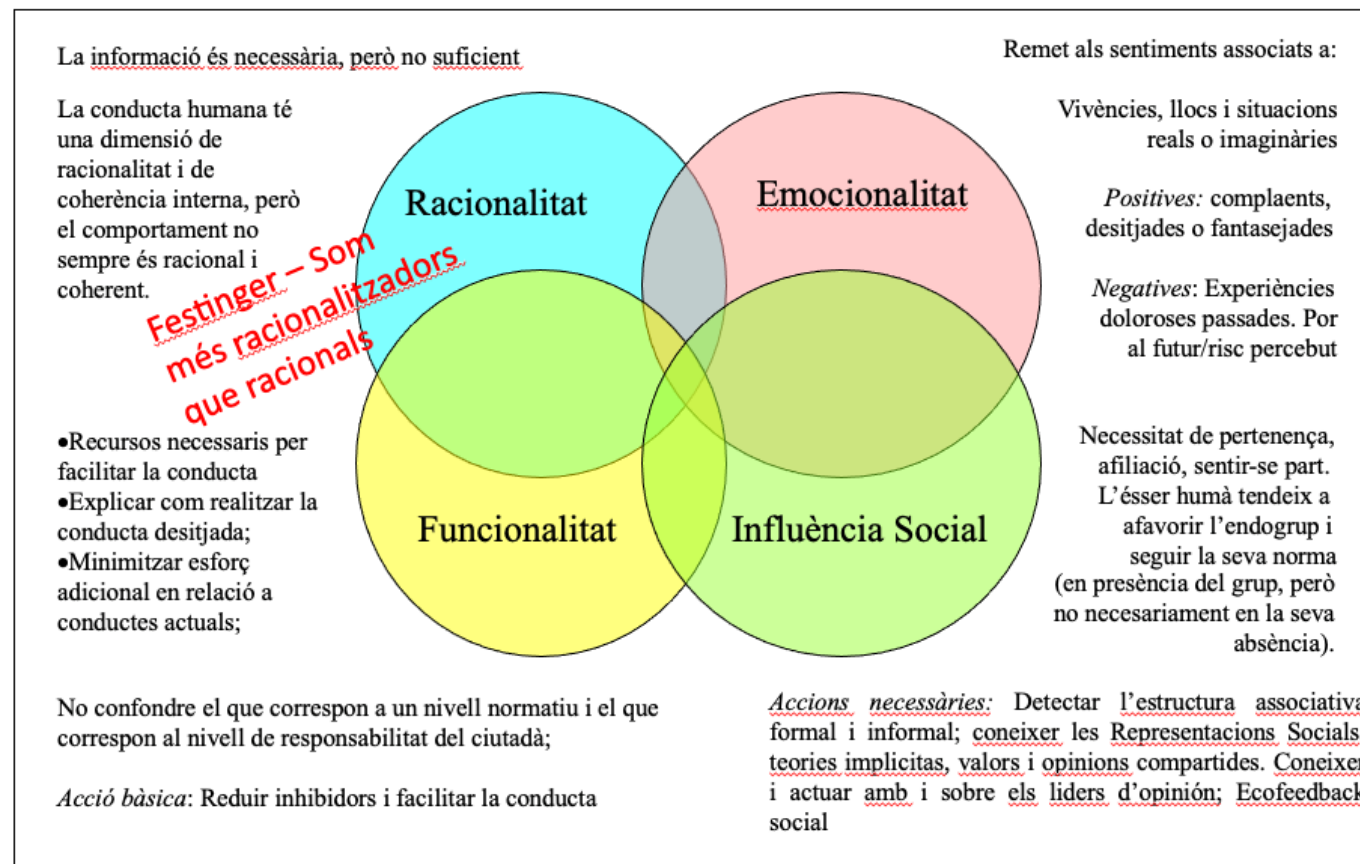 La informació és necessària, però no suficient
La conducta humana té
una dimensió de
racionalitat i de
coherència interna, però
el comportament no
sempre és racional i
coherent.
Festinger – Som
més racionalitzadors
que racionals
Racionalitat
Emocionalitat
Remet als sentiments associats a:
Vivències, llocs i situacions
reals o imaginàries
Positives: complaents,
desitjades o fantasejades
Negatives: Experiències
doloroses passades. Por
al futur/risc percebut
•Recursos necessaris per
facilitar la conducta
•Explicar com realitzar la
conducta desitjada;
•Minimitzar esforç
adicional en relació a
conductes actuals;
Funcionalitat
Influència Social
Necessitat de pertenença,
afiliació, sentir-se part.
L’ésser humà tendeix a
afavorir l’endogrup i
seguir la seva norma
(en presència del grup, però
no necesariament en la seva
absència).
No confondre el que correspon a un nivell normatiu i el que
correspon al nivell de responsabilitat del ciutadà;
Acció bàsica: Reduir inhibidors i facilitar la conducta
Accions necessàries: Detectar l’estructura associativa
formal i informal; coneixer les Representacions Socials,
teories implicitas, valors i opinions compartides. Coneixer
i actuar amb i sobre els liders d’opinión; Ecofeedback
social